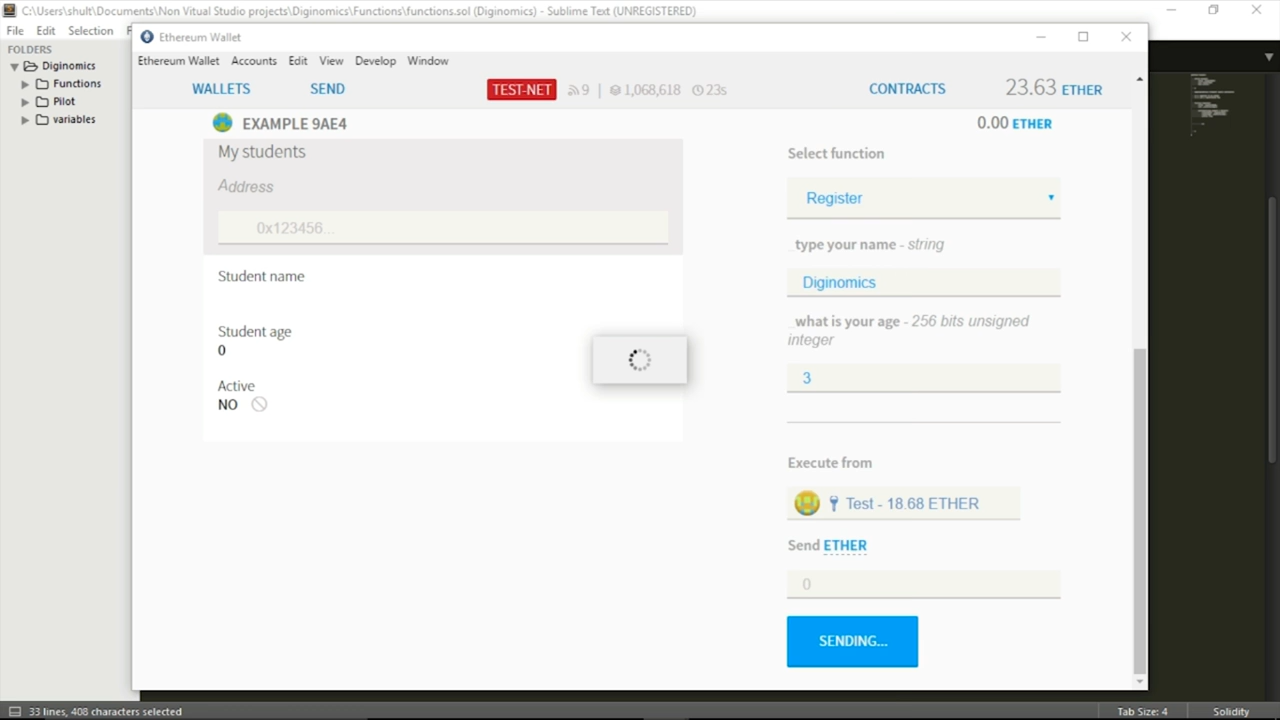 C:\Users\shult\Documents\Non Vitual Studio projects\Diginomics\Functions\functions.sol (Diginomics) - Sublime Text (UNREGISTERED)
File Edit Selection F
FOLDERS
Diginomics
Functions
Pilot
variables
Ethereum Wallet
Ethereum Wallet Accounts Edit View Develop Window
WALLETS SEND TEST-NET 9 | 1,068,618 23s CONTRACTS 23.63 ETHER
EXAMPLE 9AE4 0.00 ETHER
My students
Address
0x123456...
Student name
Student age
0
Active
NO
Select function
Register
_type your name - string
Diginomics
_what is your age - 256 bits unsigned
integer
3
Execute from
Test - 18.68 ETHER
Send ETHER
0
SENDING...
33 lines, 408 characters selected Tab Size: 4 Solidity